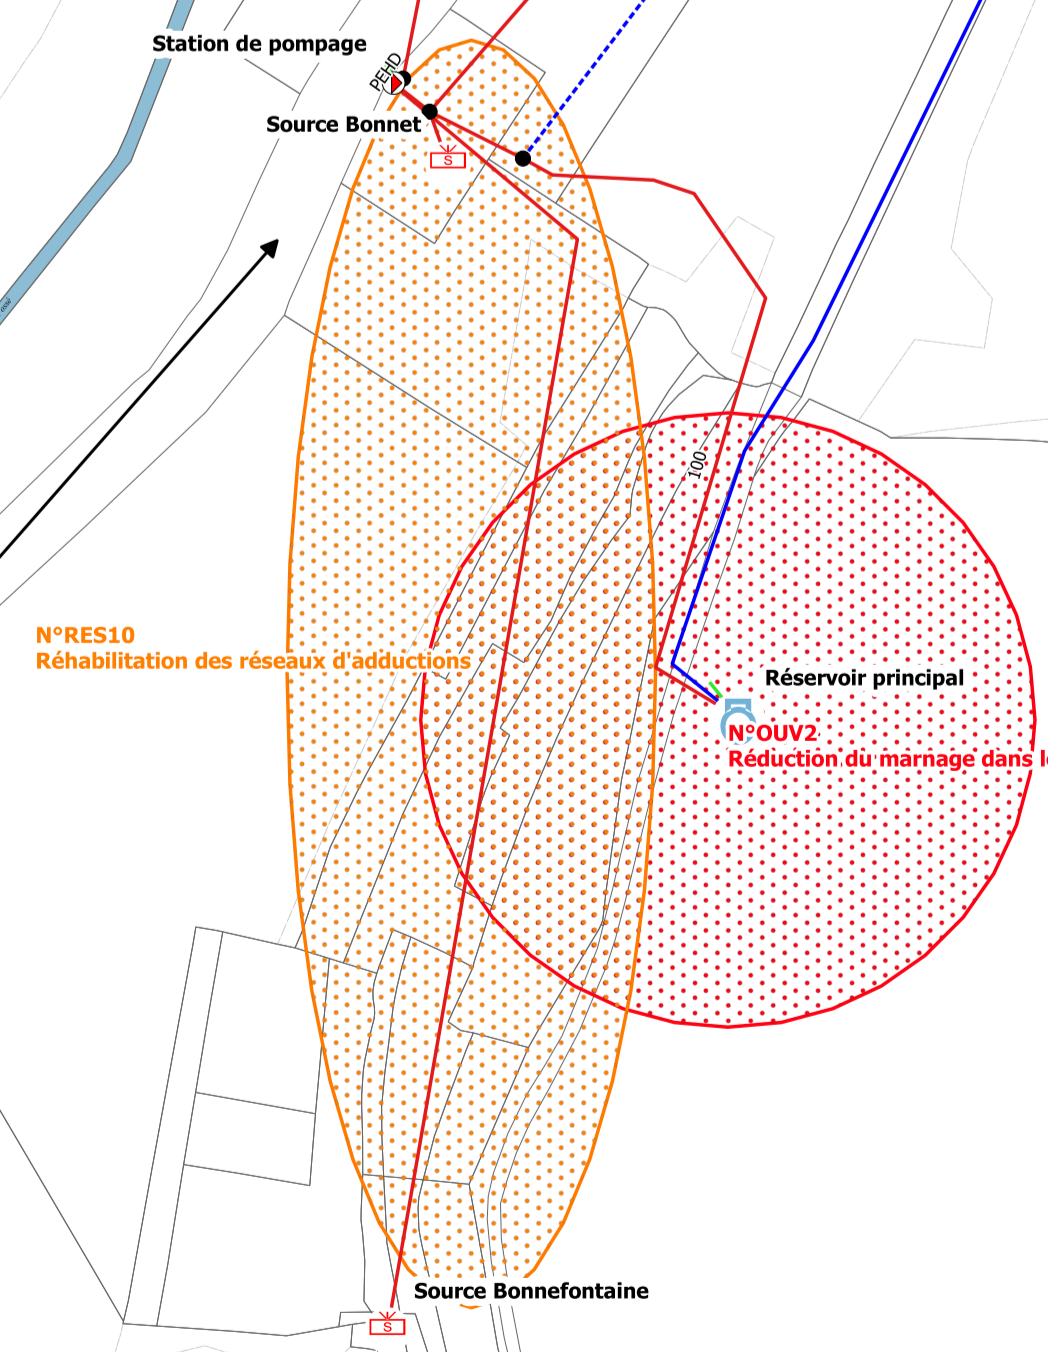 Station de pompage
PEHD
Source Bonnet
S
100
N°RES10
Réhabilitation des réseaux d'adductions
Réservoir principal
N°OUV2
Réduction du marnage dans l
Source Bonnefontaine
S